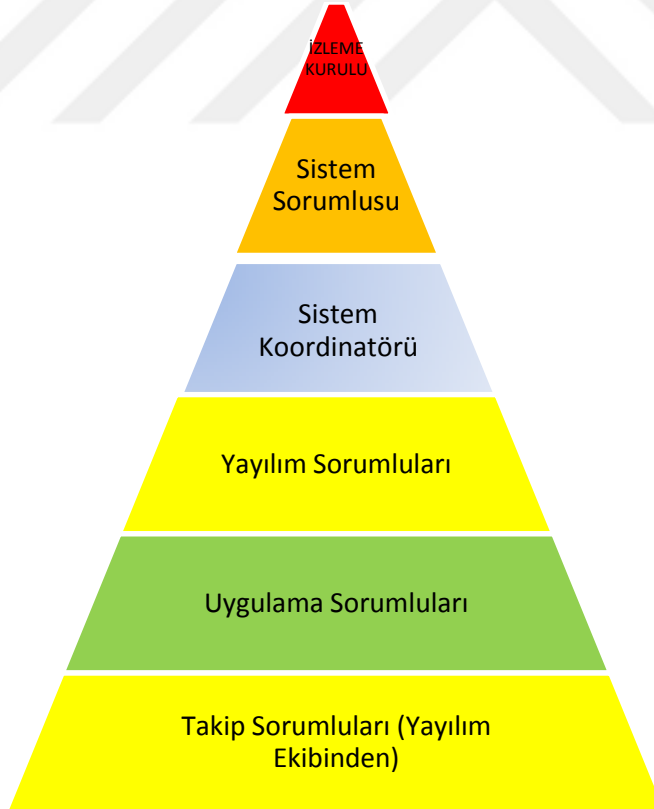 İZLEME
KURULU
Sistem
Sorumlusu
Sistem
Koordinatörü
Yayılım Sorumluları
Uygulama Sorumluları
Takip Sorumluları (Yayılım
Ekibinden)